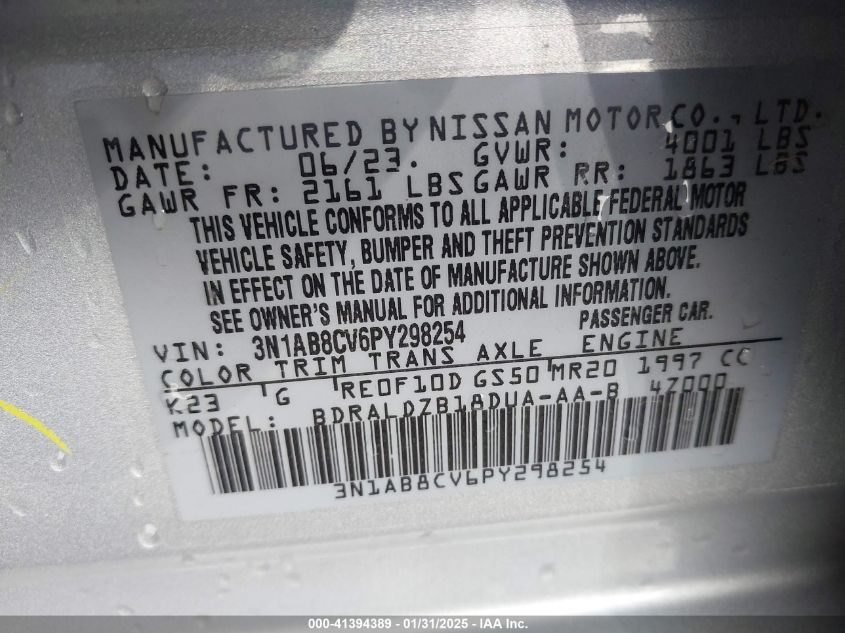 MANUFACTURED BY NISSAN MOTOR CO., LTD.
DATE: 06/23. GVWR: 4001 LBS
GAWR FR: 2161 LBS GAWR RR: 1863 LBS
THIS VEHICLE CONFORMS TO ALL APPLICABLE FEDERAL MOTOR
VEHICLE SAFETY, BUMPER AND THEFT PREVENTION STANDARDS
IN EFFECT ON THE DATE OF MANUFACTURE SHOWN ABOVE.
SEE OWNER'S MANUAL FOR ADDITIONAL INFORMATION.
VIN: 3N1AB8CV6PY298254 PASSENGER CAR.
COLOR TRIM TRANS AXLE ENGINE
K23 G RE0F10D GS50 MR20 1997 CC
MODEL: BDRALDZB18DUA-AA-B 4Z000
3N1AB8CV6PY298254
000-41394389 - 01/31/2025 - IAA Inc.